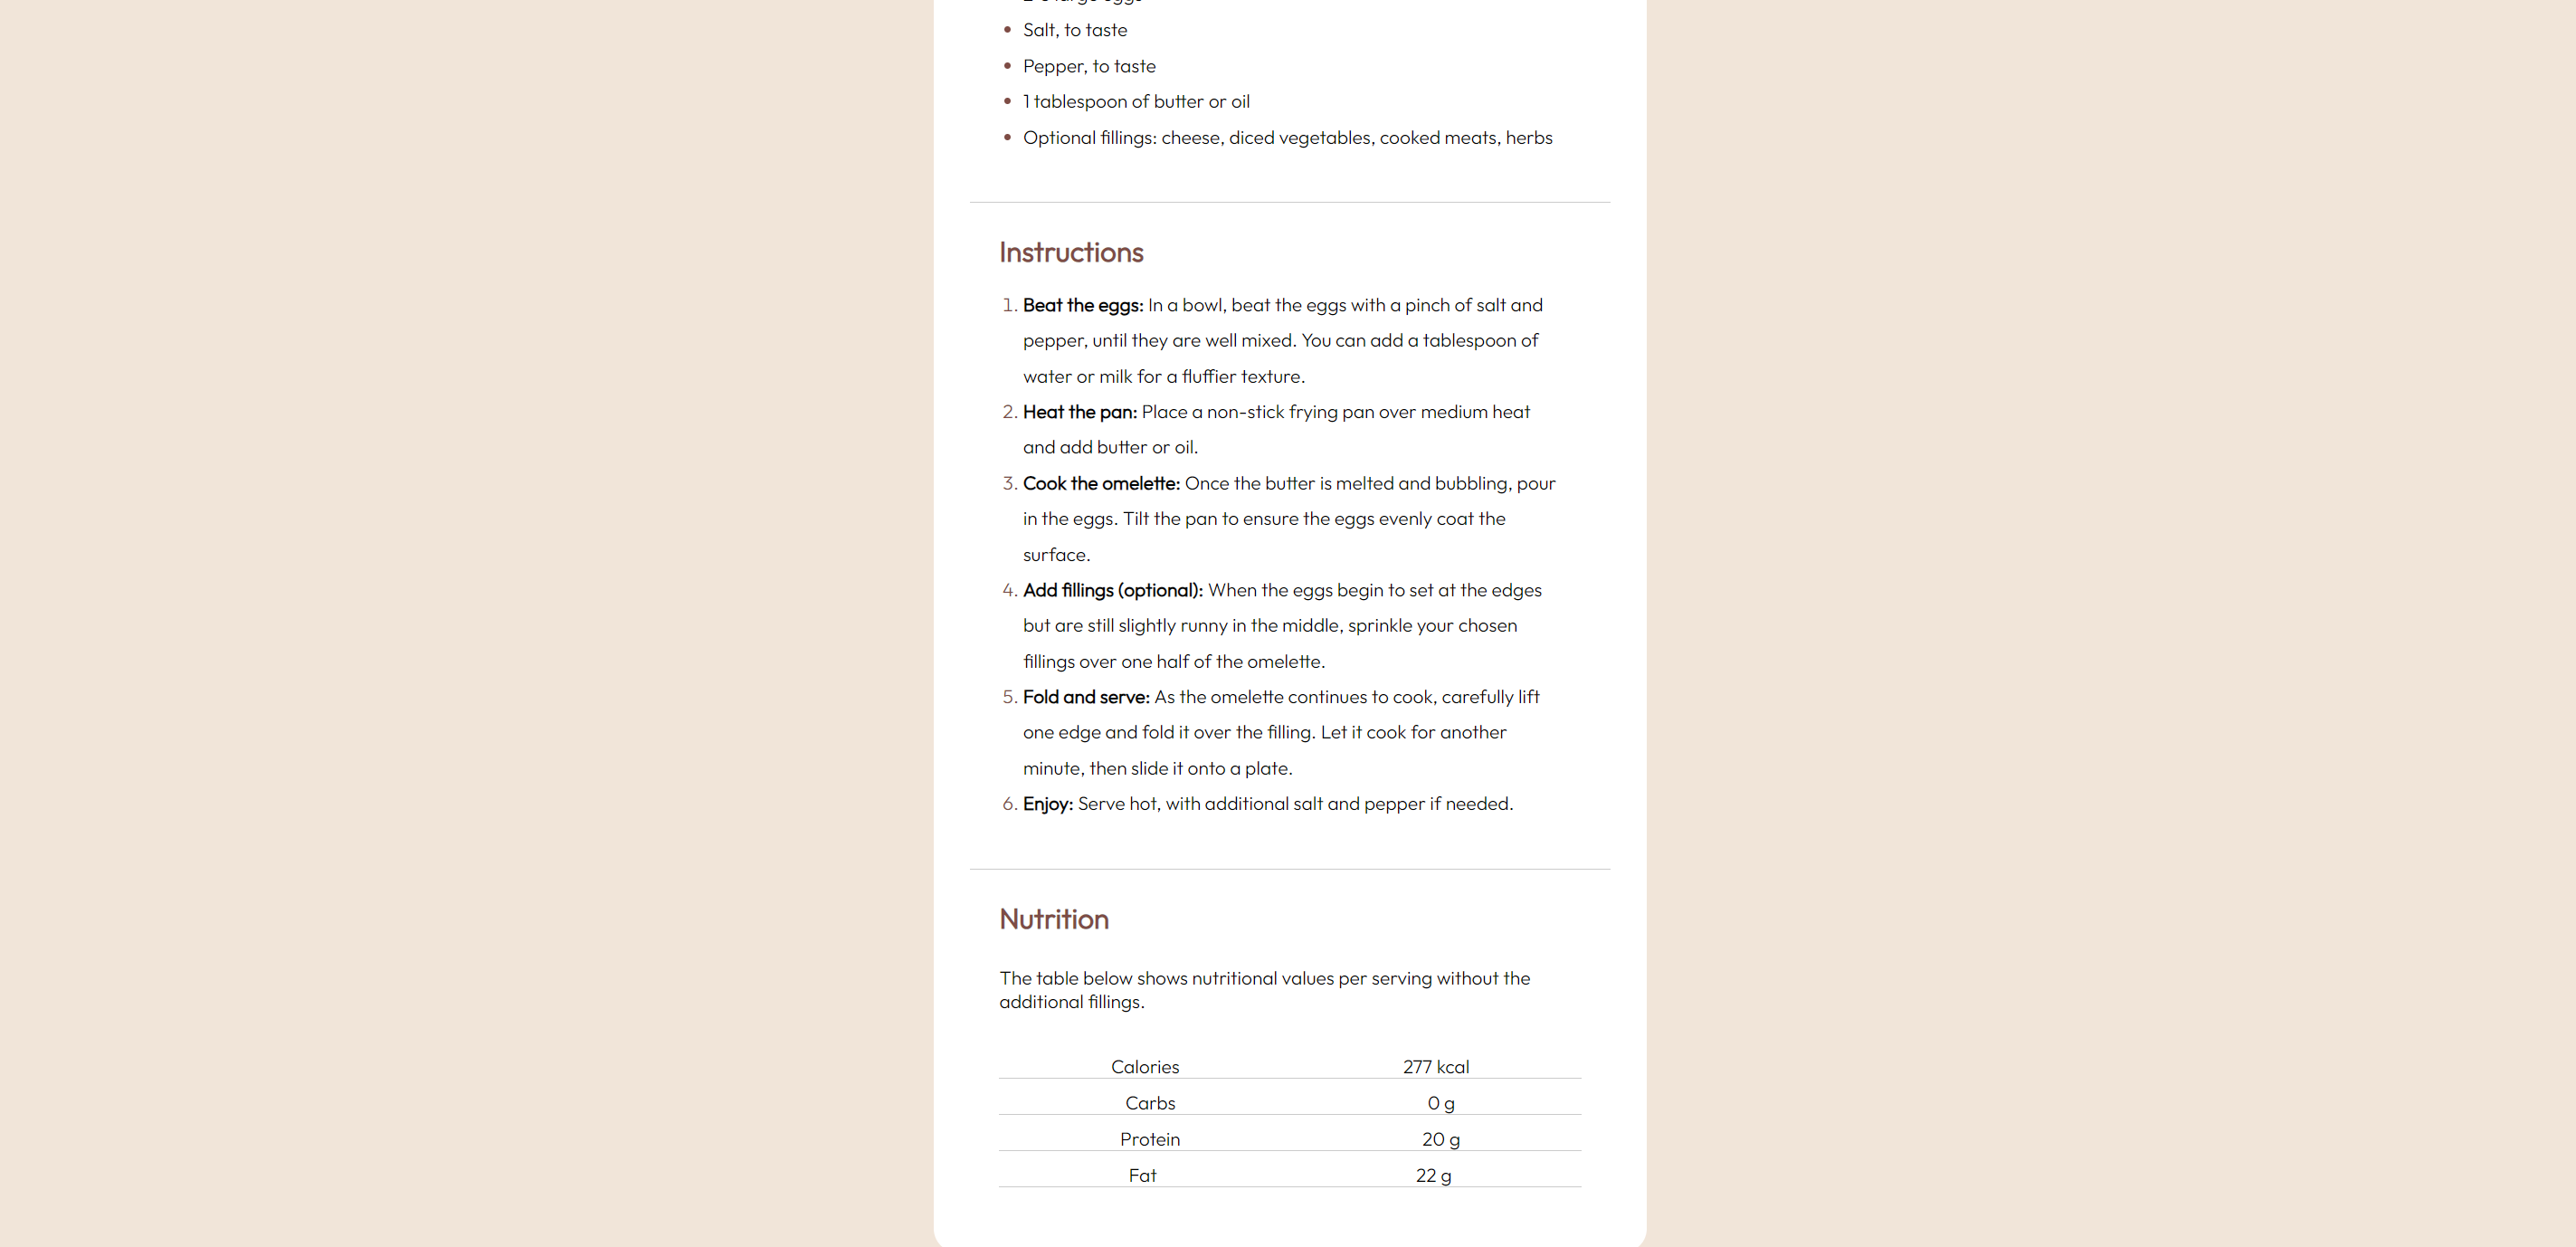 • Salt, to taste
• Pepper, to taste
• 1 tablespoon of butter or oil
• Optional fillings: cheese, diced vegetables, cooked meats, herbs
Instructions
1. Beat the eggs: In a bowl, beat the eggs with a pinch of salt and
pepper, until they are well mixed. You can add a tablespoon of
water or milk for a fluffier texture.
2. Heat the pan: Place a non-stick frying pan over medium heat
and add butter or oil.
3. Cook the omelette: Once the butter is melted and bubbling, pour
in the eggs. Tilt the pan to ensure the eggs evenly coat the
surface.
4. Add fillings (optional): When the eggs begin to set at the edges
but are still slightly runny in the middle, sprinkle your chosen
fillings over one half of the omelette.
5. Fold and serve: As the omelette continues to cook, carefully lift
one edge and fold it over the filling. Let it cook for another
minute, then slide it onto a plate.
6. Enjoy: Serve hot, with additional salt and pepper if needed.
Nutrition
The table below shows nutritional values per serving without the
additional fillings.
Calories 277 kcal
Carbs 0 g
Protein 20 g
Fat 22 g